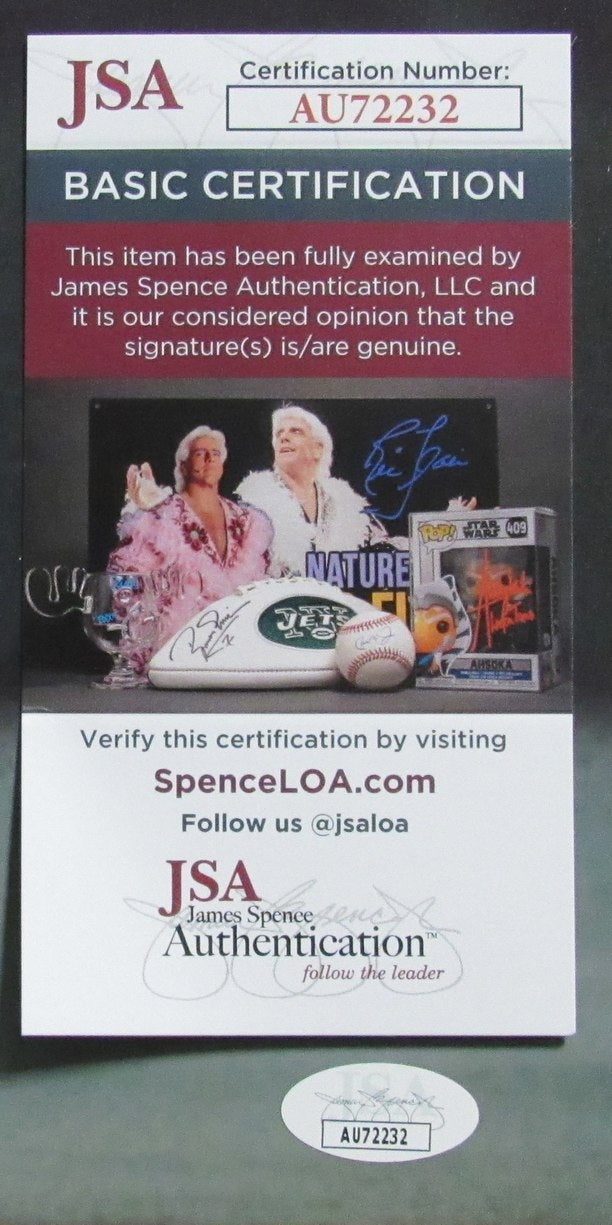 JSA
Certification Number:
AU72232
BASIC CERTIFICATION
This item has been fully examined by
James Spence Authentication, LLC and
it is our considered opinion that the
signature(s) is/are genuine.
NATURE
JETS
POP!
STAR
WARS
409
AHSOKA
Verify this certification by visiting
SpenceLOA.com
Follow us @jsaloa
JSA
James Spence
Authentication™
follow the leader
JSA
AU72232